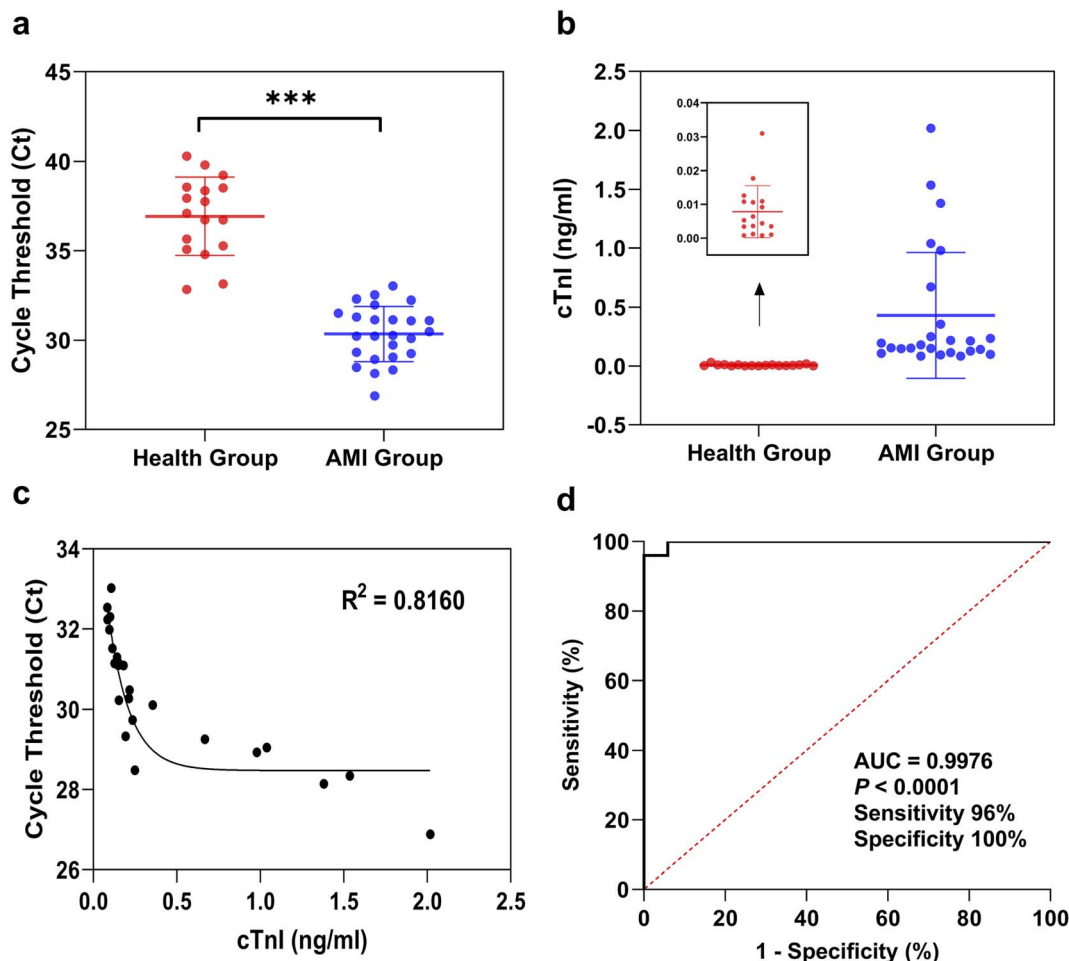 a
45
40
35
30
25
Cycle Threshold (Ct)
***
Health Group
AMI Group
b
2.5
2.0
1.5
1.0
0.5
0.0
-0.5
cTnI (ng/ml)
0.04
0.03
0.02
0.01
0.00
Health Group
AMI Group
c
34
32
30
28
26
Cycle Threshold (Ct)
R² = 0.8160
0.0
0.5
1.0
1.5
2.0
2.5
cTnI (ng/ml)
d
100
80
60
40
20
0
Sensitivity (%)
AUC = 0.9976
P < 0.0001
Sensitivity 96%
Specificity 100%
0
20
40
60
80
100
1 - Specificity (%)